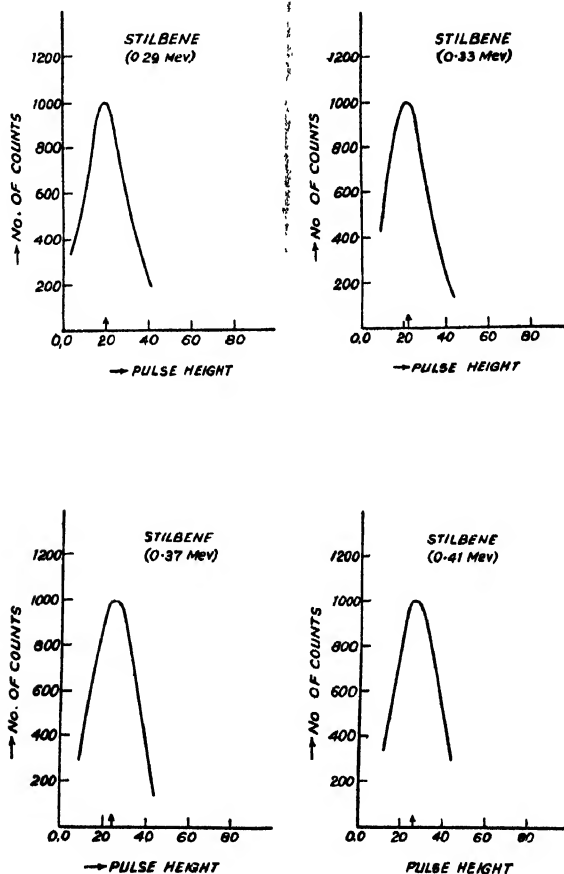 STILBENE
(0.29 Mev)
1200
1000
800
600
400
200
0,0
20
40
60
80
→ No. OF COUNTS
→ PULSE HEIGHT
STILBENE
(0.33 Mev)
1200
1000
800
600
400
200
0.0
20
40
60
80
→ No. OF COUNTS
→ PULSE HEIGHT
STILBENE
(0.37 Mev)
1200
1000
800
600
400
200
0.0
20
40
60
80
→ No. OF COUNTS
→ PULSE HEIGHT
STILBENE
(0.41 Mev)
1200
1000
800
600
400
200
0.0
20
40
60
80
→ No OF COUNTS
PULSE HEIGHT